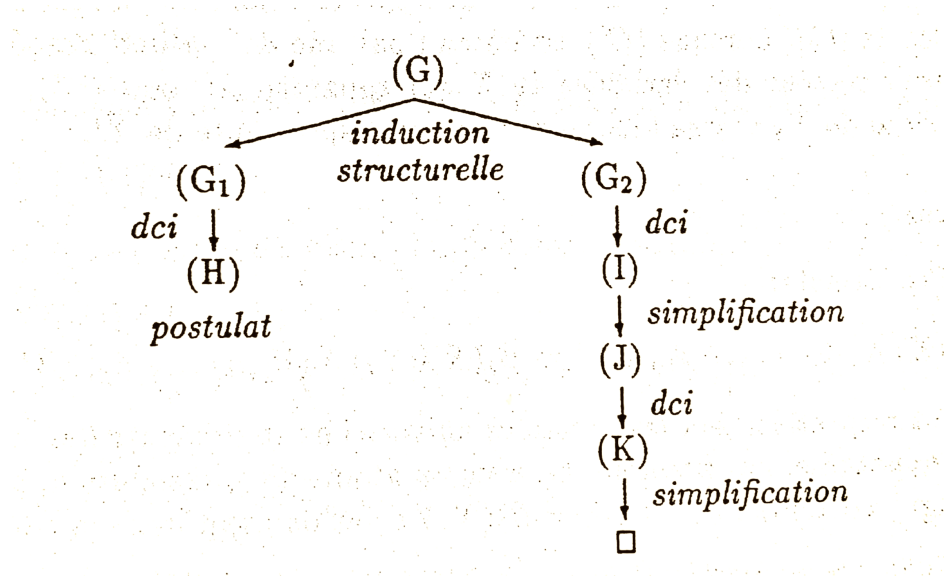 (G)
induction
structurelle
(G₁)
(G₂)
dci
dci
(H)
(I)
postulat
simplification
(J)
dci
(K)
simplification
□